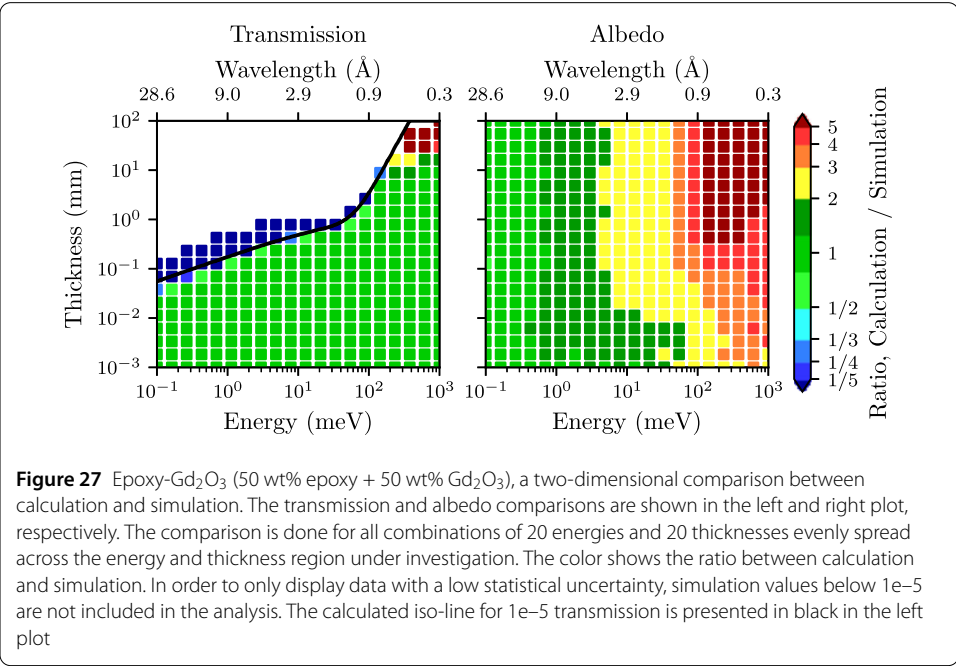 Transmission
Albedo
Wavelength (Å)
Wavelength (Å)
28.6 9.0 2.9 0.9 0.3
28.6 9.0 2.9 0.9 0.3
10² 10¹ 10⁰ 10⁻¹ 10⁻² 10⁻³
Thickness (mm)
10⁻¹ 10⁰ 10¹ 10² 10³
10⁻¹ 10⁰ 10¹ 10² 10³
Energy (meV)
Energy (meV)
5
4
3
2
1
1/2
1/3
1/4
1/5
Ratio, Calculation / Simulation
Figure 27 Epoxy-Gd₂O₃ (50 wt% epoxy + 50 wt% Gd₂O₃), a two-dimensional comparison between
calculation and simulation. The transmission and albedo comparisons are shown in the left and right plot,
respectively. The comparison is done for all combinations of 20 energies and 20 thicknesses evenly spread
across the energy and thickness region under investigation. The color shows the ratio between calculation
and simulation. In order to only display data with a low statistical uncertainty, simulation values below 1e–5
are not included in the analysis. The calculated iso-line for 1e–5 transmission is presented in black in the left
plot